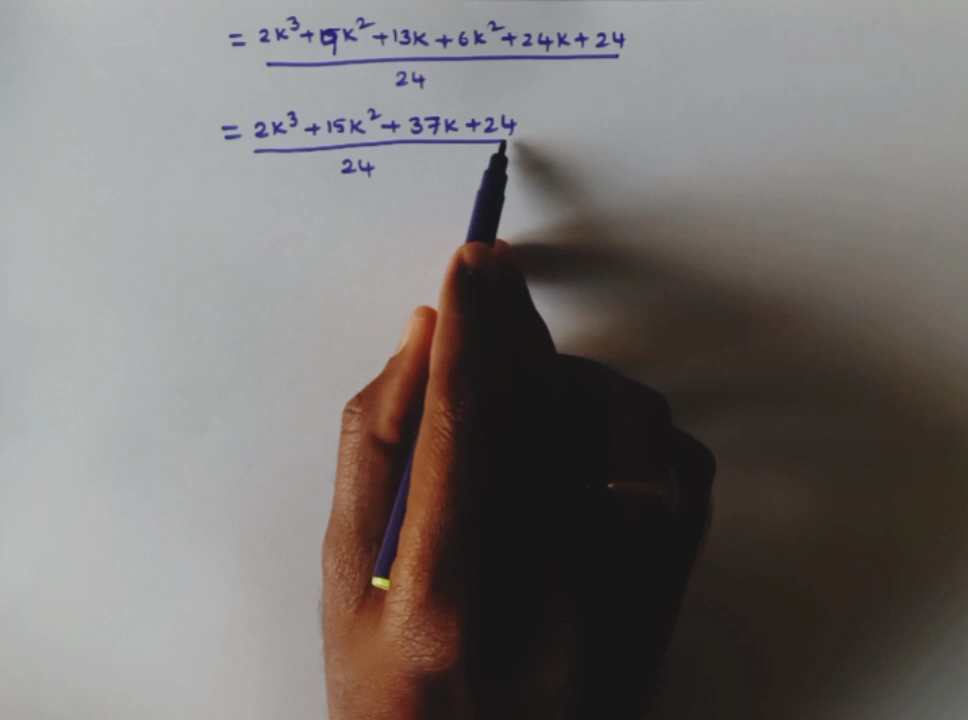 = 2k³+9k²+13k+6k²+24k+24
24
= 2k³+15k²+37k+24
24